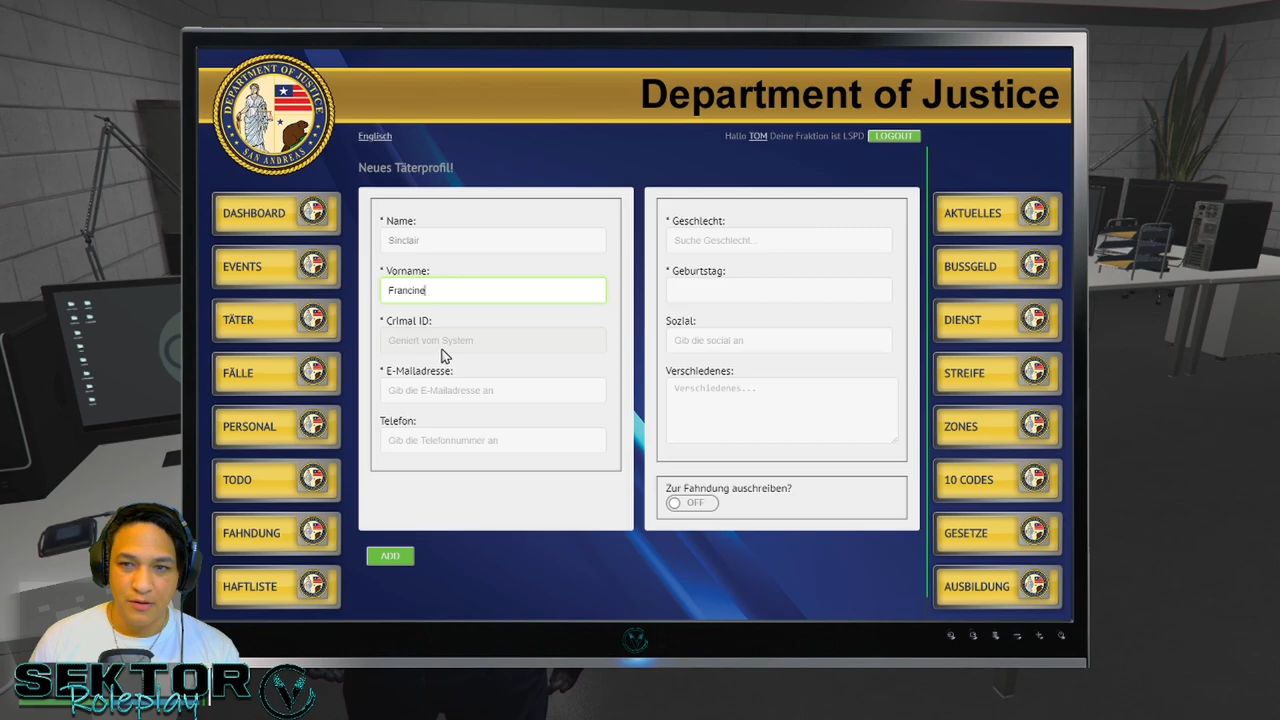 DEPARTMENT OF JUSTICE
SAN ANDREAS
Department of Justice
Englisch
Hallo TOM Deine Fraktion ist LSPD LOGOUT
Neues Täterprofil!
DASHBOARD
EVENTS
TÄTER
FÄLLE
PERSONAL
TODO
FAHNDUNG
HAFTLISTE
* Name:
Sinclair
* Vorname:
Francine
* Crimal ID:
Geniert vom System
* E-Mailadresse:
Gib die E-Mailadresse an
Telefon:
Gib die Telefonnummer an
ADD
* Geschlecht:
Suche Geschlecht...
* Geburtstag:
Sozial:
Gib die social an
Verschiedenes:
Verschiedenes...
Zur Fahndung auschreiben?
OFF
AKTUELLES
BUSSGELD
DIENST
STREIFE
ZONES
10 CODES
GESETZE
AUSBILDUNG
SEKTOR
Roleplay